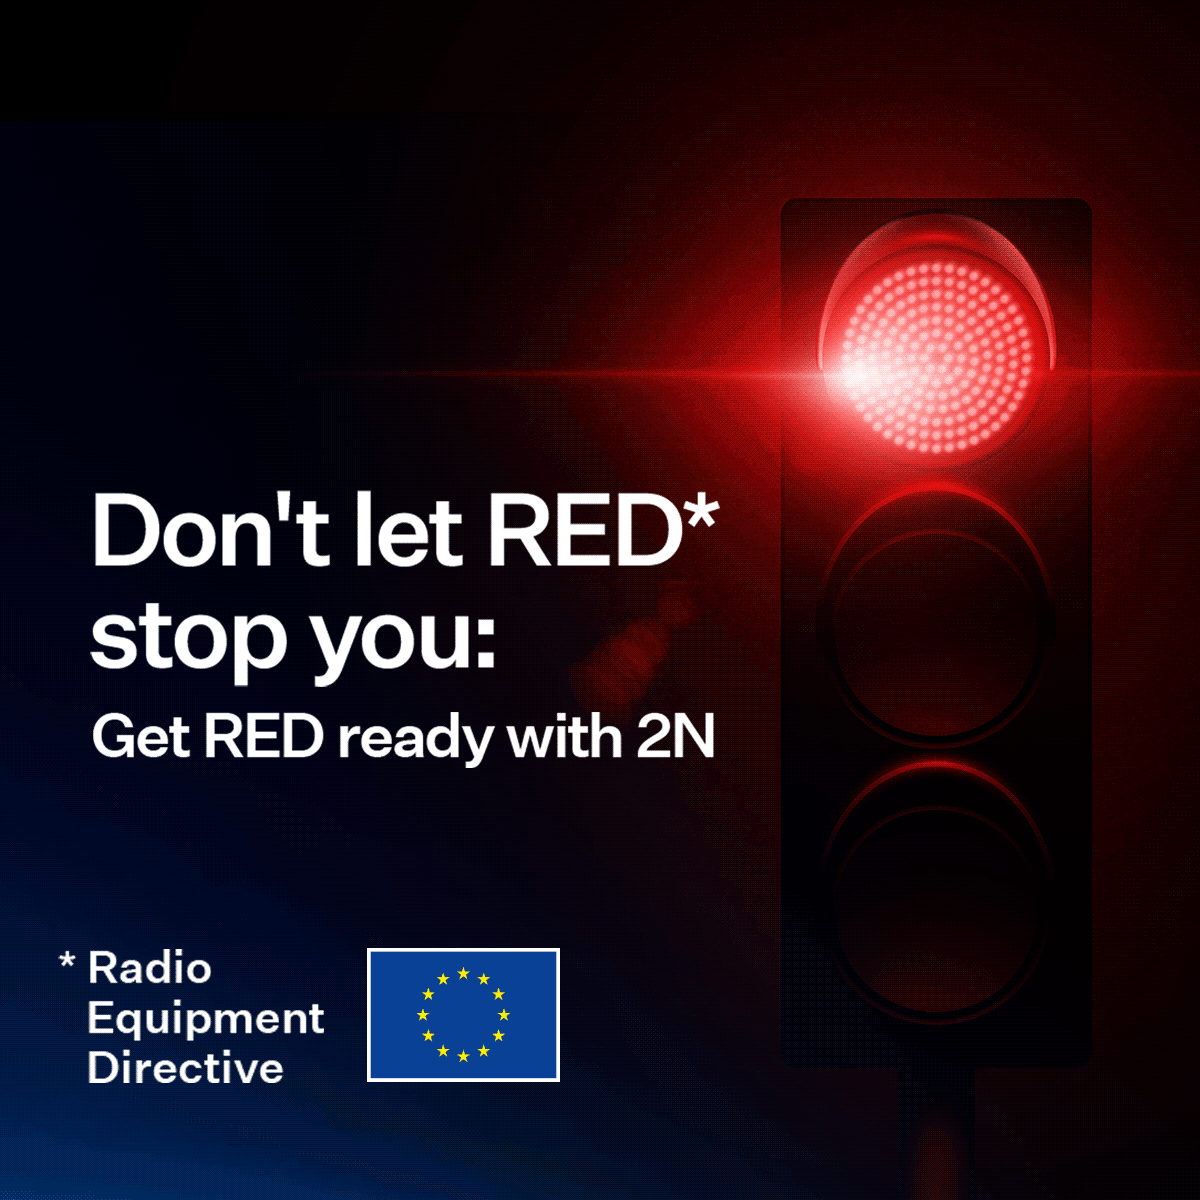 Don't let RED*
stop you:
Get RED ready with 2N
* Radio
Equipment
Directive